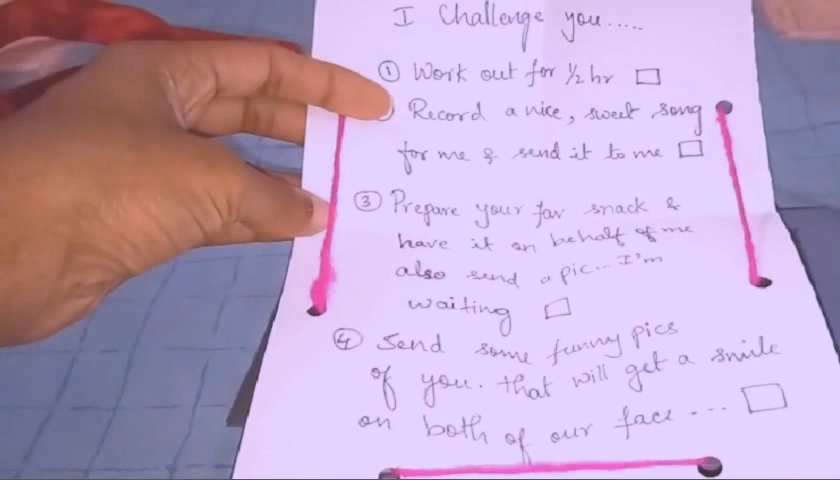 I Challenge you.....
① Work out for ½ hr
Record a nice, sweet song
for me & send it to me
③ Prepare your fav snack &
have it on behalf of me
also send a pic... I'm
waiting
④ Send some funny pics
of you. that will get a smile
on both of our face...